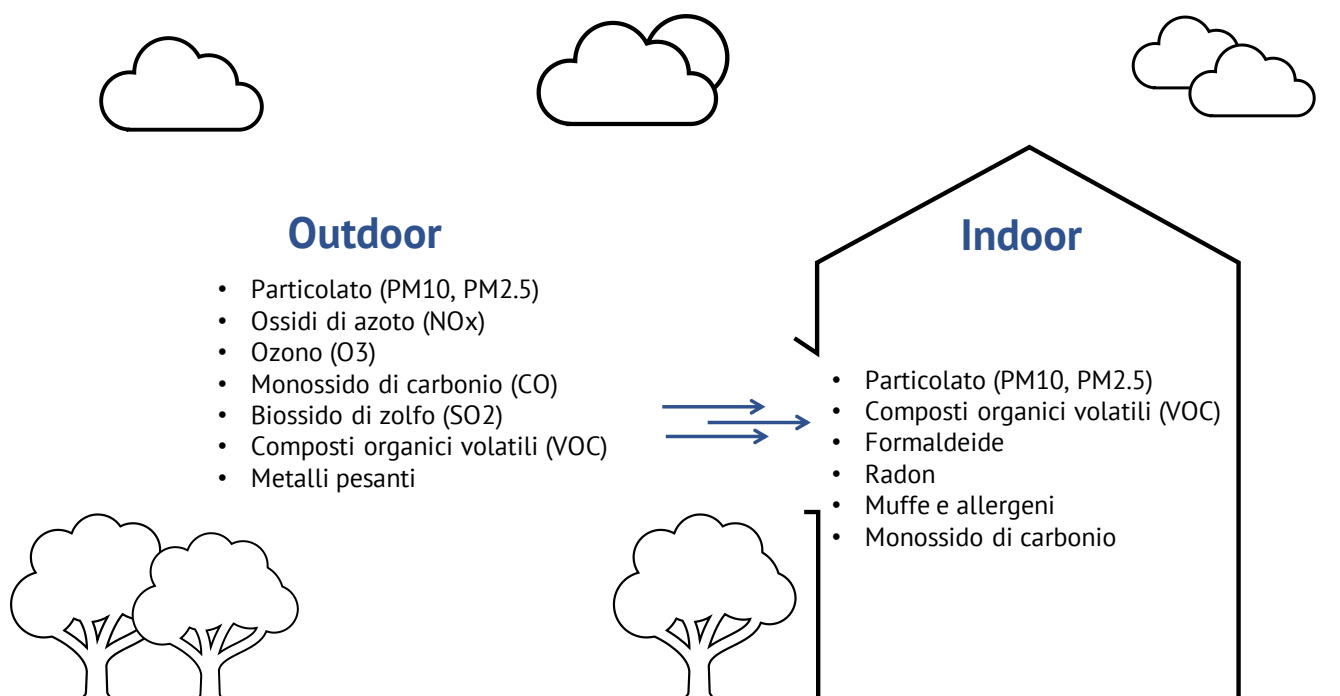 Outdoor
• Particolato (PM10, PM2.5)
• Ossidi di azoto (NOx)
• Ozono (O3)
• Monossido di carbonio (CO)
• Biossido di zolfo (SO2)
• Composti organici volatili (VOC)
• Metalli pesanti
Indoor
• Particolato (PM10, PM2.5)
• Composti organici volatili (VOC)
• Formaldeide
• Radon
• Muffe e allergeni
• Monossido di carbonio